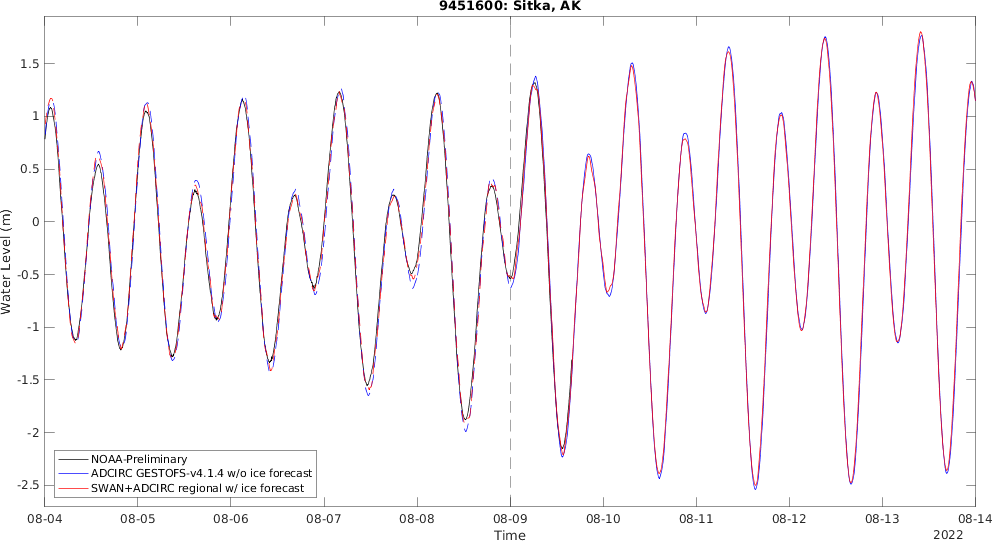 9451600: Sitka, AK
Water Level (m)
1.5
1
0.5
0
-0.5
-1
-1.5
-2
-2.5
NOAA-Preliminary
ADCIRC GESTOFS-v4.1.4 w/o ice forecast
SWAN+ADCIRC regional w/ ice forecast
08-04 08-05 08-06 08-07 08-08 08-09 08-10 08-11 08-12 08-13 08-14
Time
2022